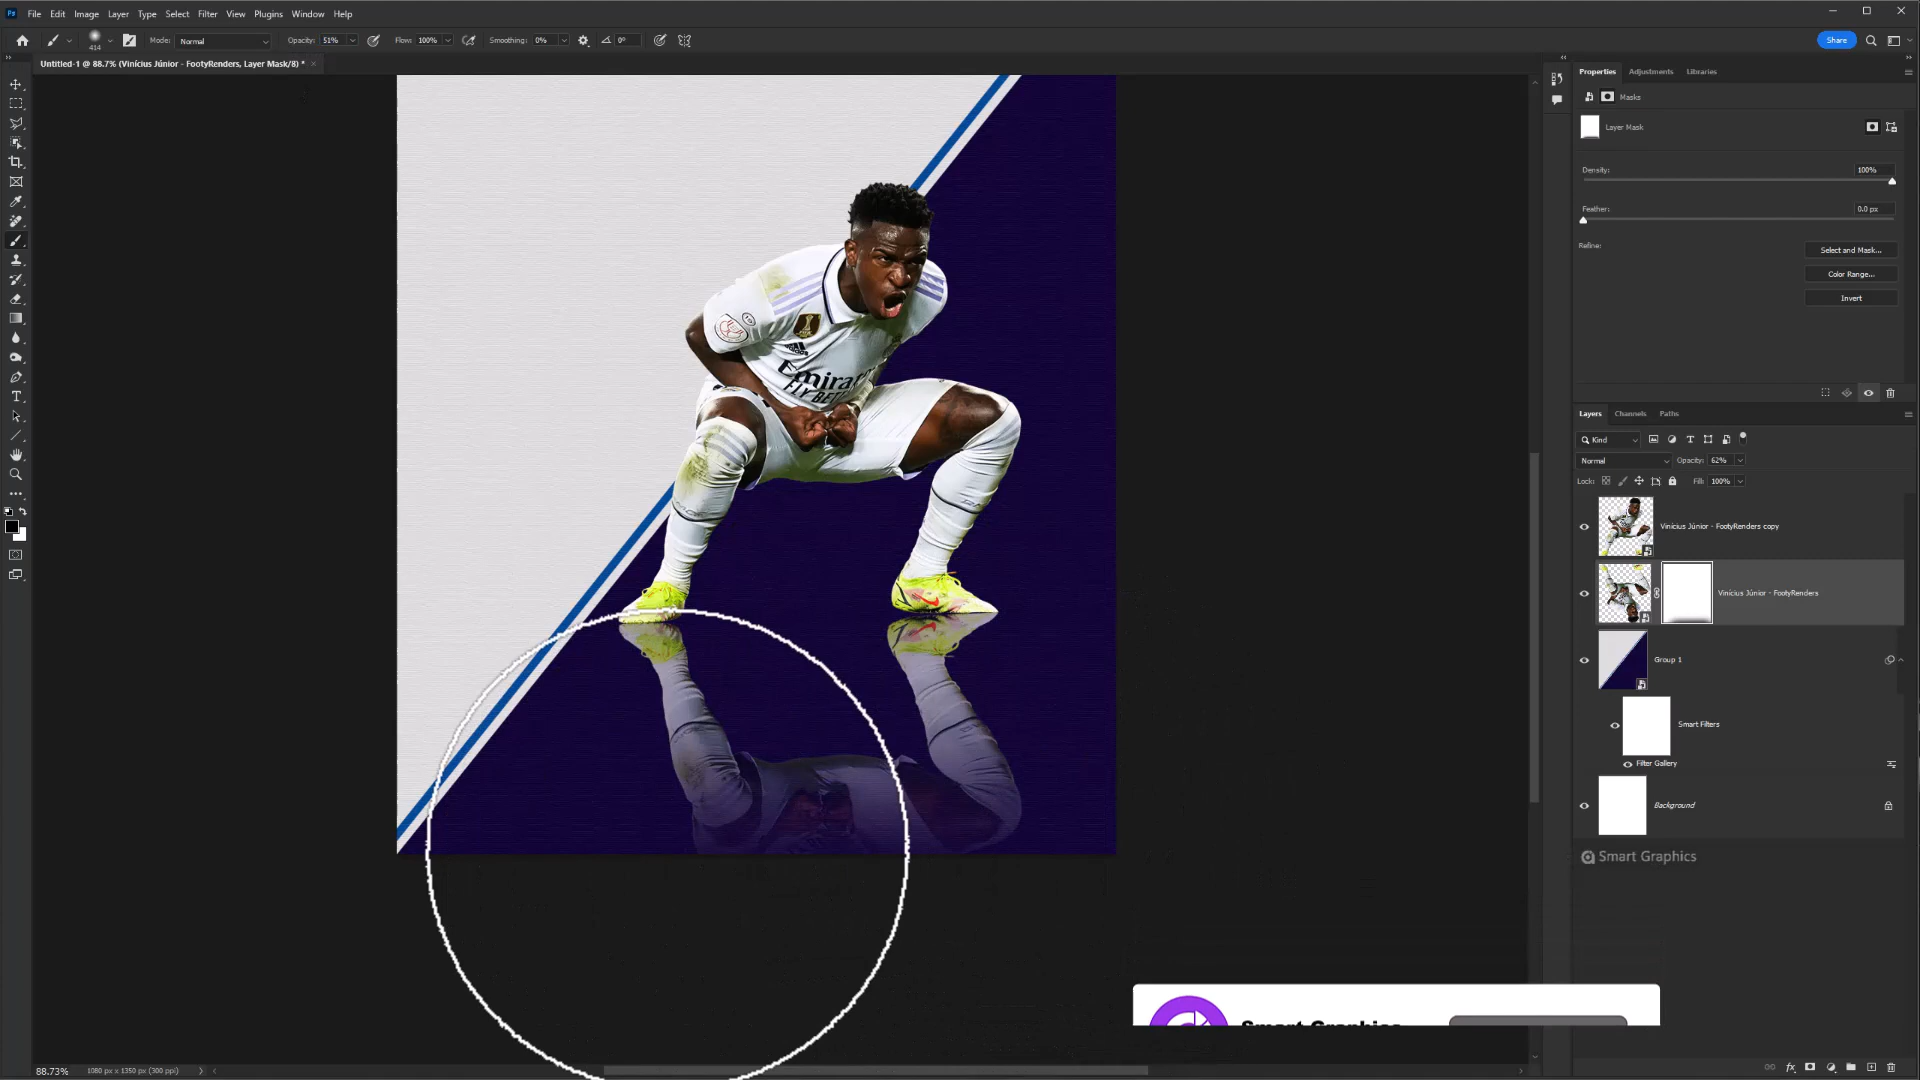 Ps File Edit Image Layer Type Select Filter View Plugins Window Help
414 Mode: Normal Opacity: 51% Flow: 100% Smoothing: 0% 0° Share
Untitled-1 @ 88.7% (Vinícius Júnior - FootyRenders, Layer Mask/8) * ×
Properties Adjustments Libraries
Masks
Layer Mask
Density: 100%
Feather: 0.0 px
Refine: Select and Mask...
Color Range...
Invert
Emirates
FLY BETTER
Layers Channels Paths
Kind
Normal Opacity: 62%
Lock: Fill: 100%
Vinícius Júnior - FootyRenders copy
Vinícius Júnior - FootyRenders
Group 1
Smart Filters
Filter Gallery
Background
Smart Graphics
Smart Graphics
88.73% 1080 px x 1350 px (300 ppi)